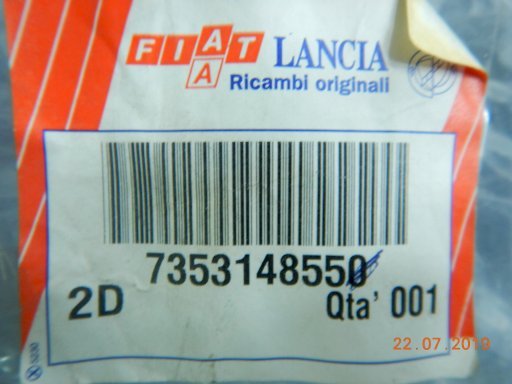 FIAT LANCIA
A
Ricambi originali
7353148550
2D Qta' 001
22.07.2019